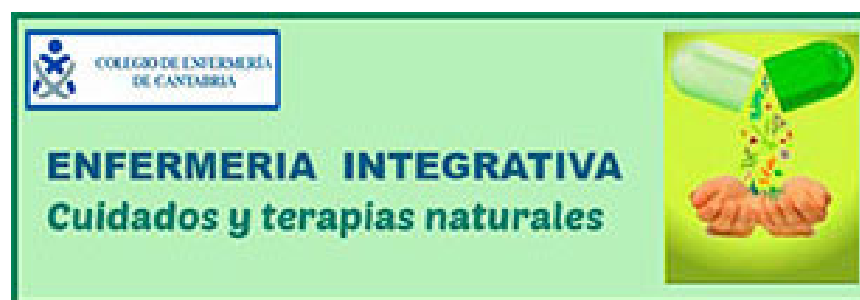 COLEGIO DE ENFERMERÍA
DE CANTABRIA
ENFERMERIA INTEGRATIVA
Cuidados y terapias naturales